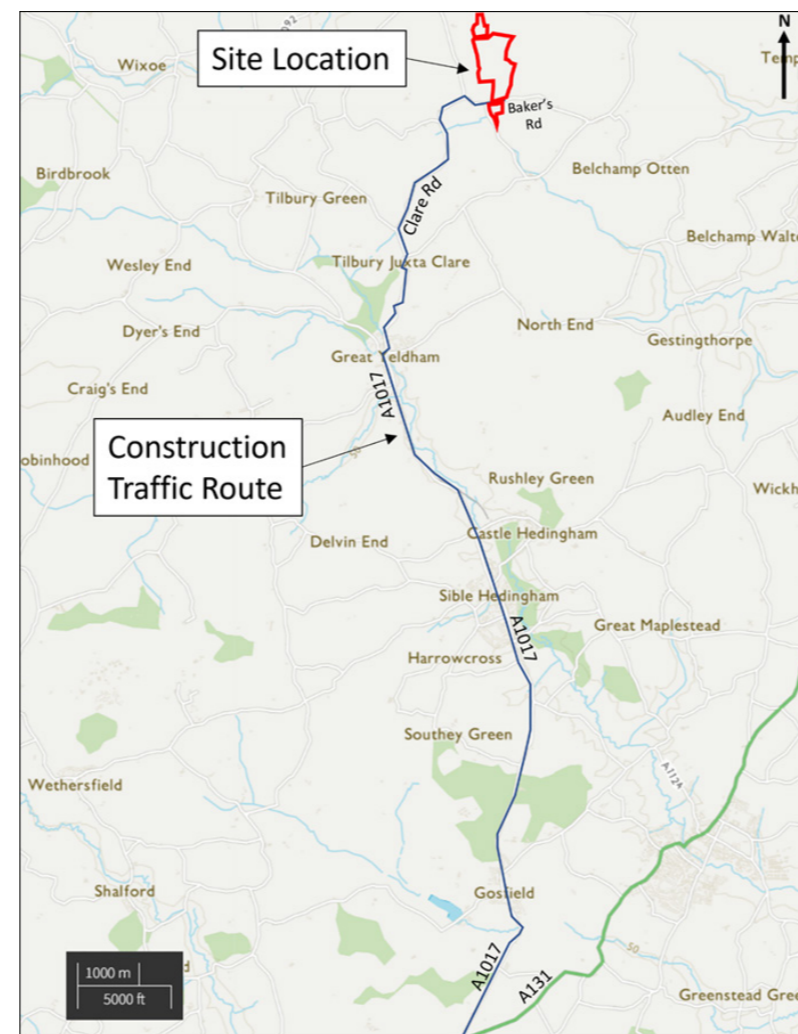 N
Site Location
Wixoe
Temp
Baker's
Rd
Belchamp Otten
Birdbrook
Tilbury Green
Clare Rd
Belchamp Walte
Wesley End
Tilbury Juxta Clare
Dyer's End
North End
Gestingthorpe
Great Yeldham
A1017
Craig's End
Audley End
Construction
Traffic Route
obinhood
Rushley Green
Wickh
Delvin End
Castle Hedingham
Sible Hedingham
A1017
Great Maplestead
Harrowcross
Southey Green
A1124
Wethersfield
Shalford
Gosfield
A1017
A131
1000 m
5000 ft
d
Greenstead Gree